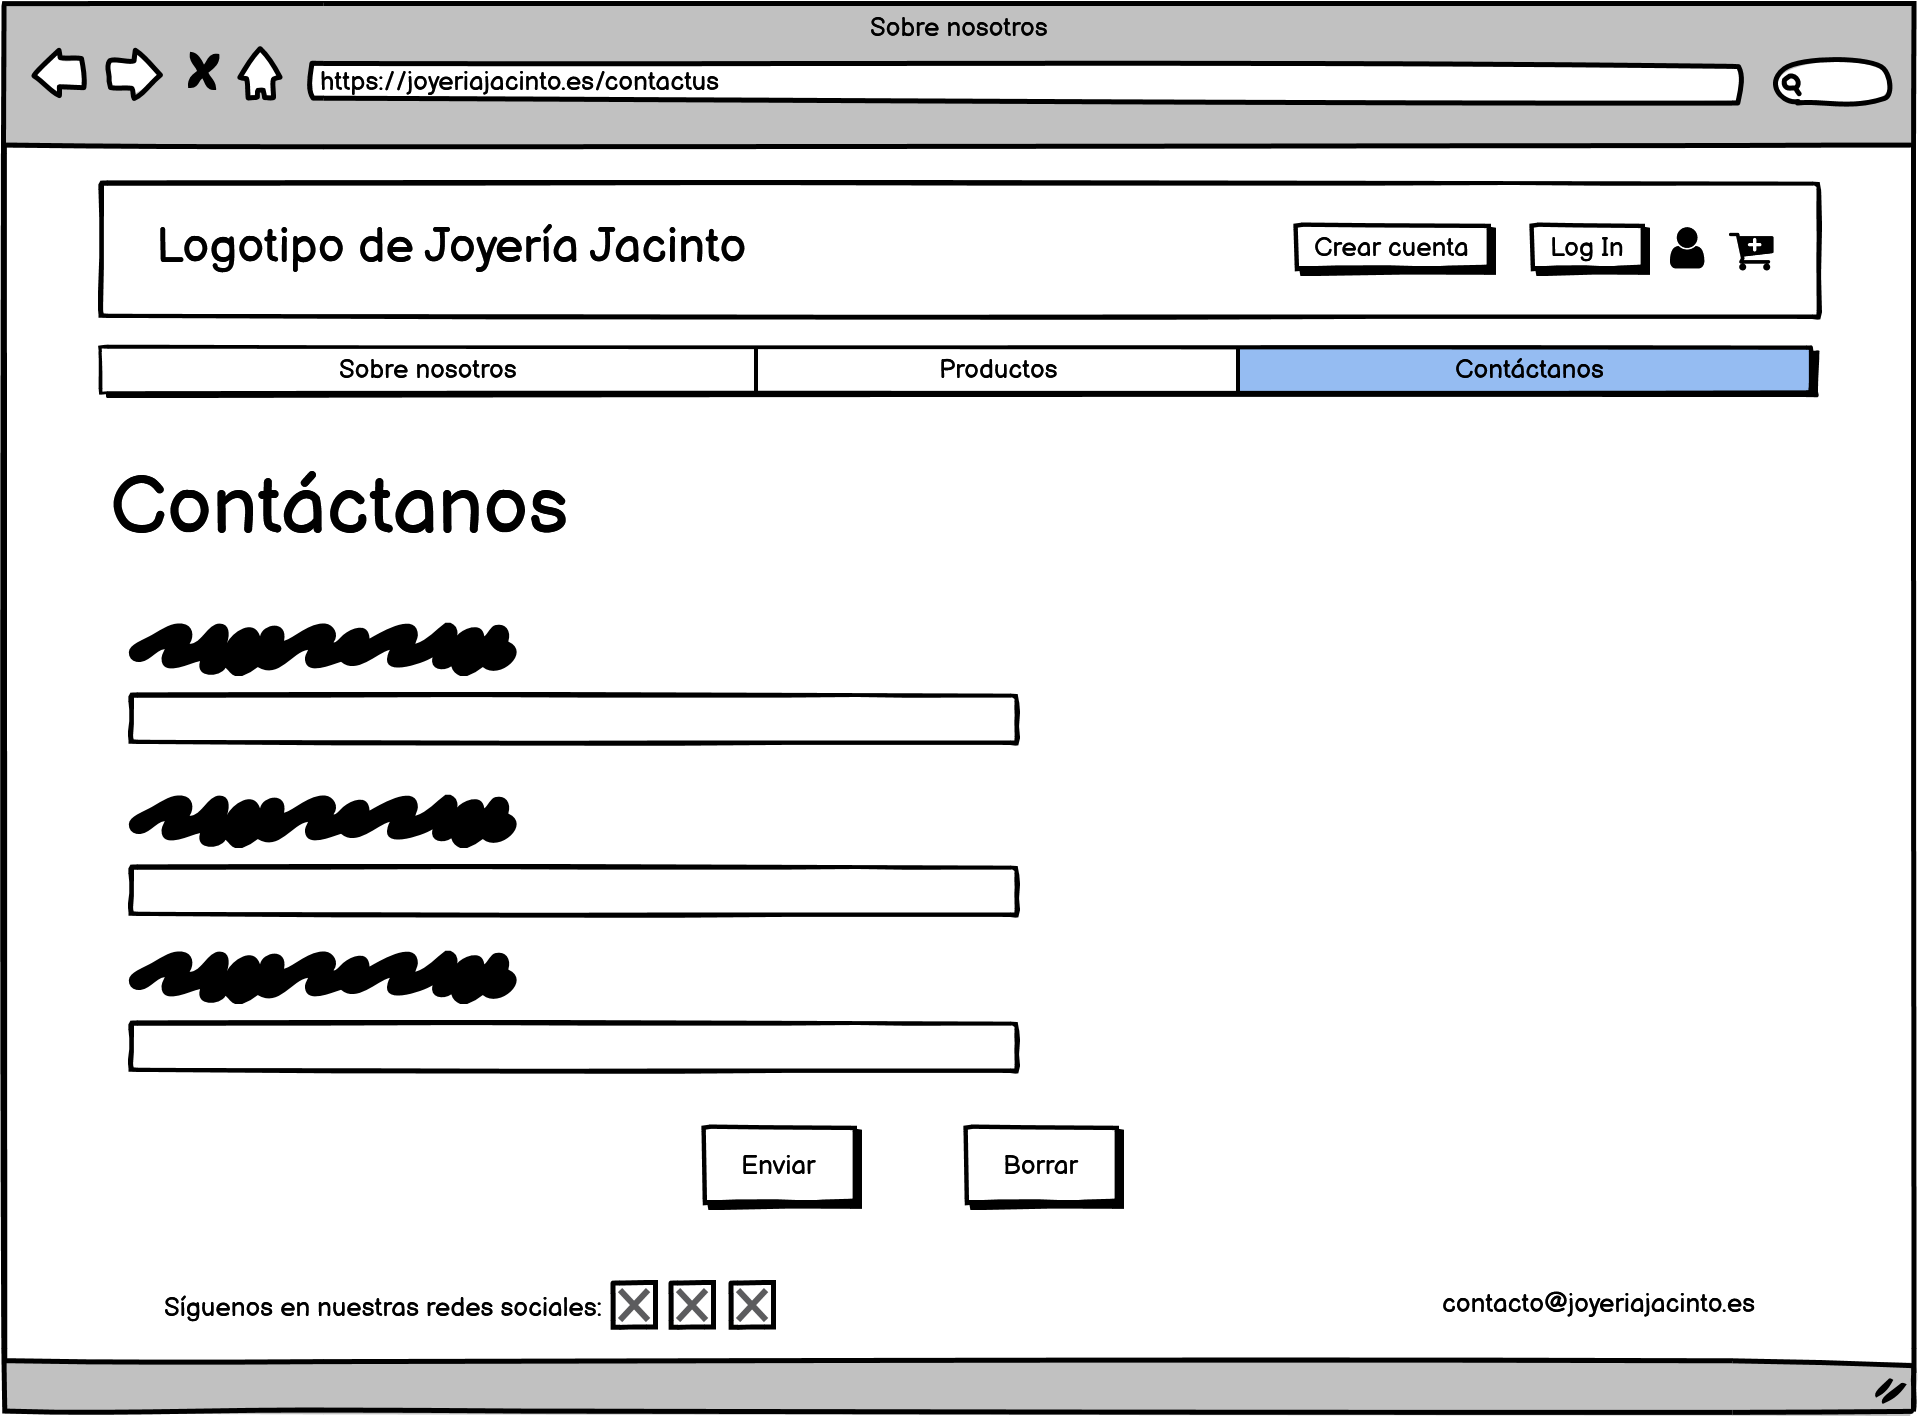 Sobre nosotros
https://joyeriajacinto.es/contactus
Logotipo de Joyería Jacinto
Crear cuenta
Log In
Sobre nosotros
Productos
Contáctanos
Contáctanos
Enviar
Borrar
Síguenos en nuestras redes sociales:
contacto@joyeriajacinto.es